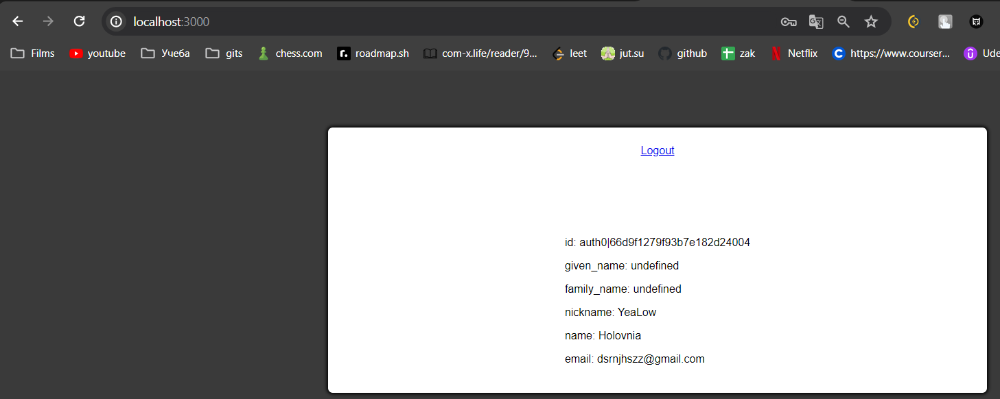 localhost:3000
Films youtube Учеба gits chess.com roadmap.sh com-x.life/reader/9... leet jut.su github zak Netflix https://www.courser... Ude
Logout
id: auth0|66d9f1279f93b7e182d24004
given_name: undefined
family_name: undefined
nickname: YeaLow
name: Holovnia
email: dsrnjhszz@gmail.com